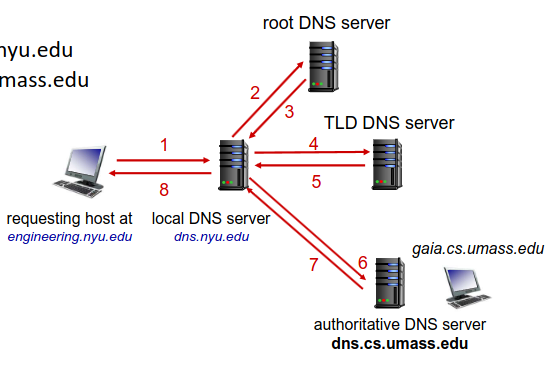 root DNS server
nyu.edu
mass.edu
2
3
TLD DNS server
1
4
8
5
requesting host at
engineering.nyu.edu
local DNS server
dns.nyu.edu
6
7
gaia.cs.umass.edu
authoritative DNS server
dns.cs.umass.edu